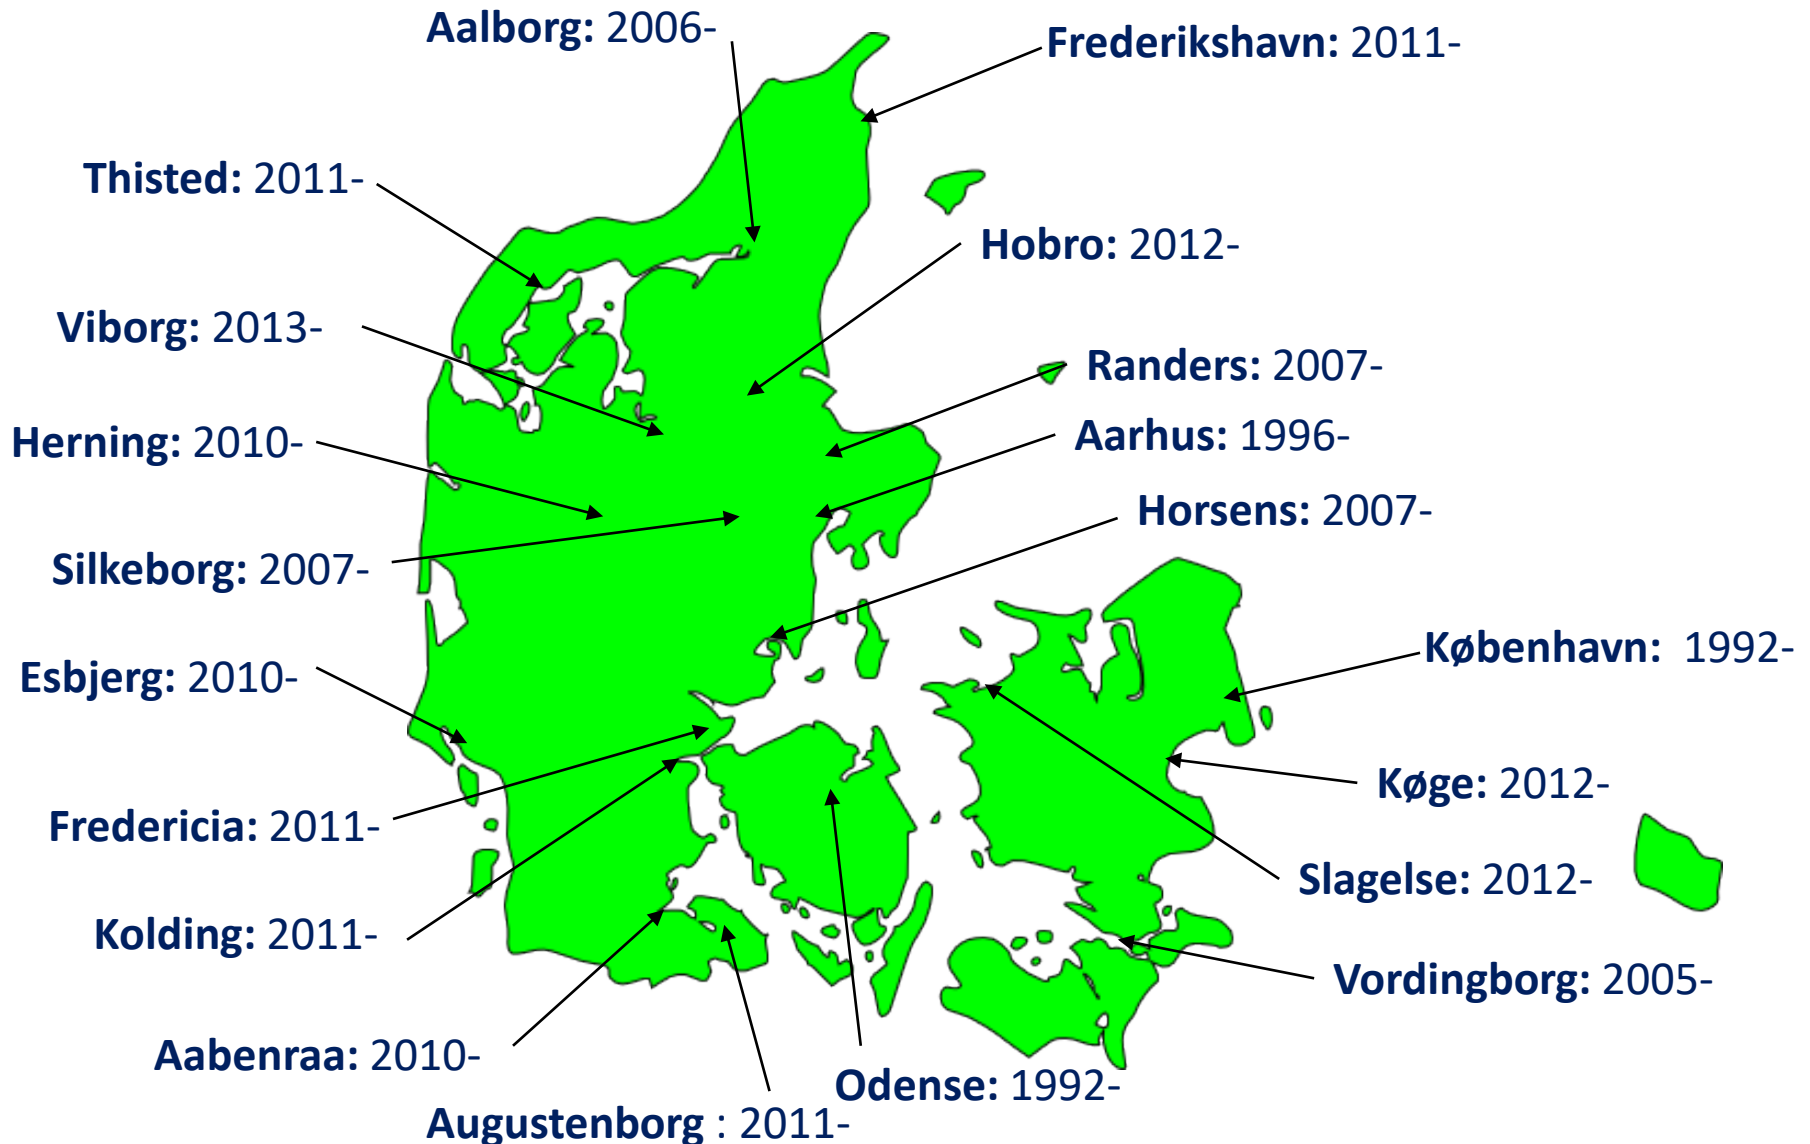 Aalborg: 2006-
Frederikshavn: 2011-
Thisted: 2011-
Hobro: 2012-
Viborg: 2013-
Randers: 2007-
Herning: 2010-
Aarhus: 1996-
Horsens: 2007-
Silkeborg: 2007-
København: 1992-
Esbjerg: 2010-
Køge: 2012-
Fredericia: 2011-
Slagelse: 2012-
Kolding: 2011-
Vordingborg: 2005-
Aabenraa: 2010-
Odense: 1992-
Augustenborg : 2011-